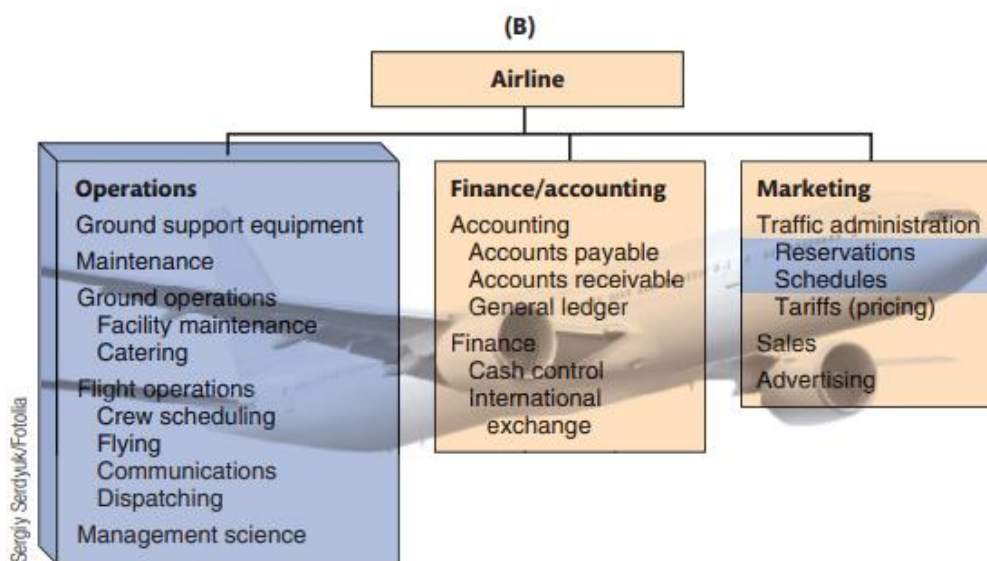 (B)
Airline
Operations
Ground support equipment
Maintenance
Ground operations
Facility maintenance
Catering
Flight operations
Crew scheduling
Flying
Communications
Dispatching
Management science
Finance/accounting
Accounting
Accounts payable
Accounts receivable
General ledger
Finance
Cash control
International
exchange
Marketing
Traffic administration
Reservations
Schedules
Tariffs (pricing)
Sales
Advertising
Sergiy Serdyuk/Fotolia